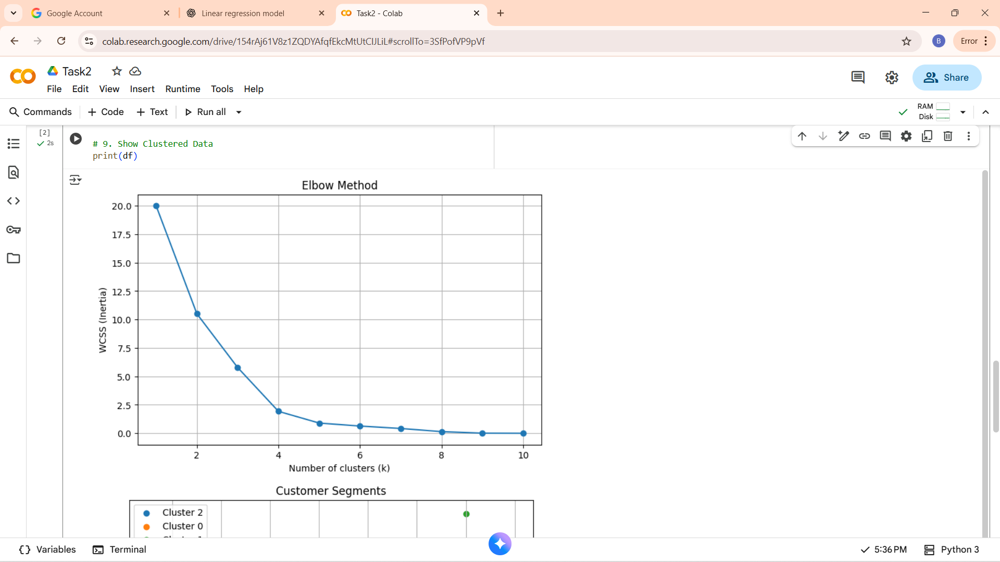 Google Account
Linear regression model
Task2 - Colab
colab.research.google.com/drive/154rAj61V8z1ZQDYAfqfEkcMtUtCIJLiL#scrollTo=3SfPofVP9pVf
B
Error
CO
Task2
File Edit View Insert Runtime Tools Help
Share
Commands + Code + Text Run all
RAM
Disk
[2]
2s
# 9. Show Clustered Data
print(df)
Elbow Method
20.0
17.5
15.0
12.5
10.0
7.5
5.0
2.5
0.0
WCSS (Inertia)
2 4 6 8 10
Number of clusters (k)
Customer Segments
Cluster 2
Cluster 0
Variables Terminal
5:36 PM Python 3